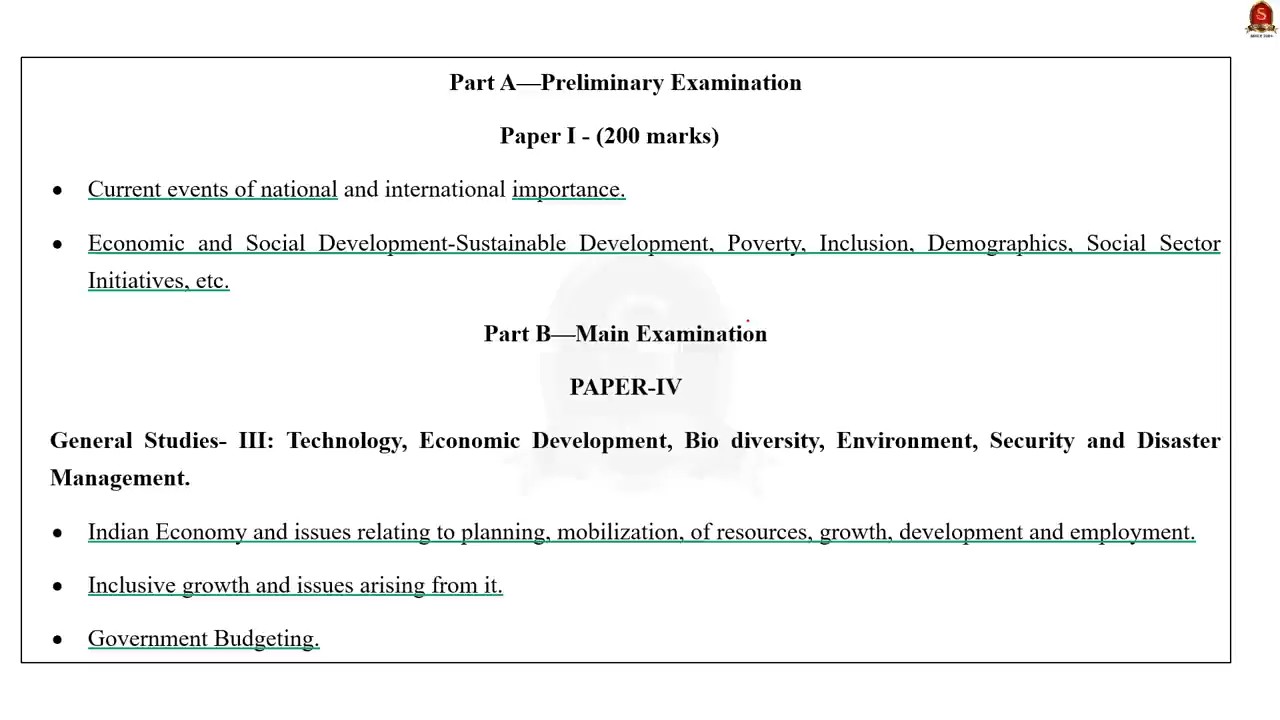 S
Part A—Preliminary Examination
Paper I - (200 marks)
● Current events of national and international importance.
● Economic and Social Development-Sustainable Development, Poverty, Inclusion, Demographics, Social Sector
Initiatives, etc.
Part B—Main Examination
PAPER-IV
General Studies- III: Technology, Economic Development, Bio diversity, Environment, Security and Disaster
Management.
● Indian Economy and issues relating to planning, mobilization, of resources, growth, development and employment.
● Inclusive growth and issues arising from it.
● Government Budgeting.